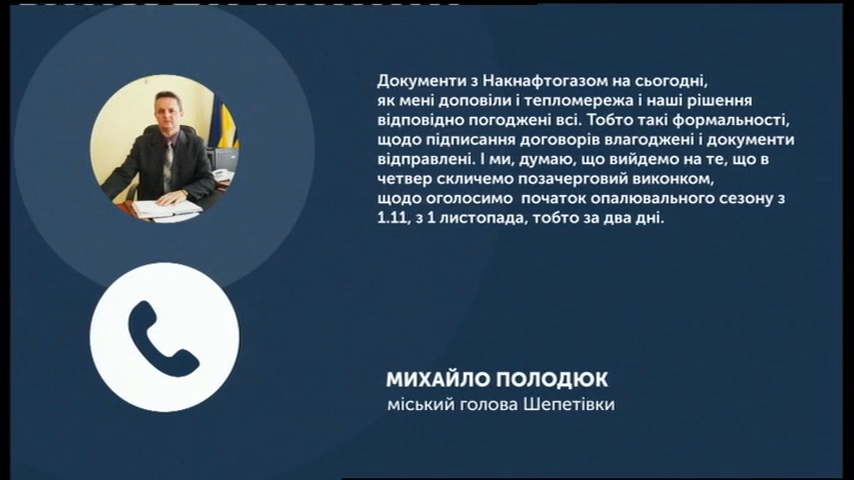 Документи з Накнафтогазом на сьогодні,
як мені доповіли і тепломережа і наші рішення
відповідно погоджені всі. Тобто такі формальності,
щодо підписання договорів влагоджені і документи
відправлені. І ми, думаю, що вийдемо на те, що в
четвер скличемо позачерговий виконком,
щодо оголосимо початок опалювального сезону з
1.11, з 1 листопада, тобто за два дні.
МИХАЙЛО ПОЛОДЮК
міський голова Шепетівки